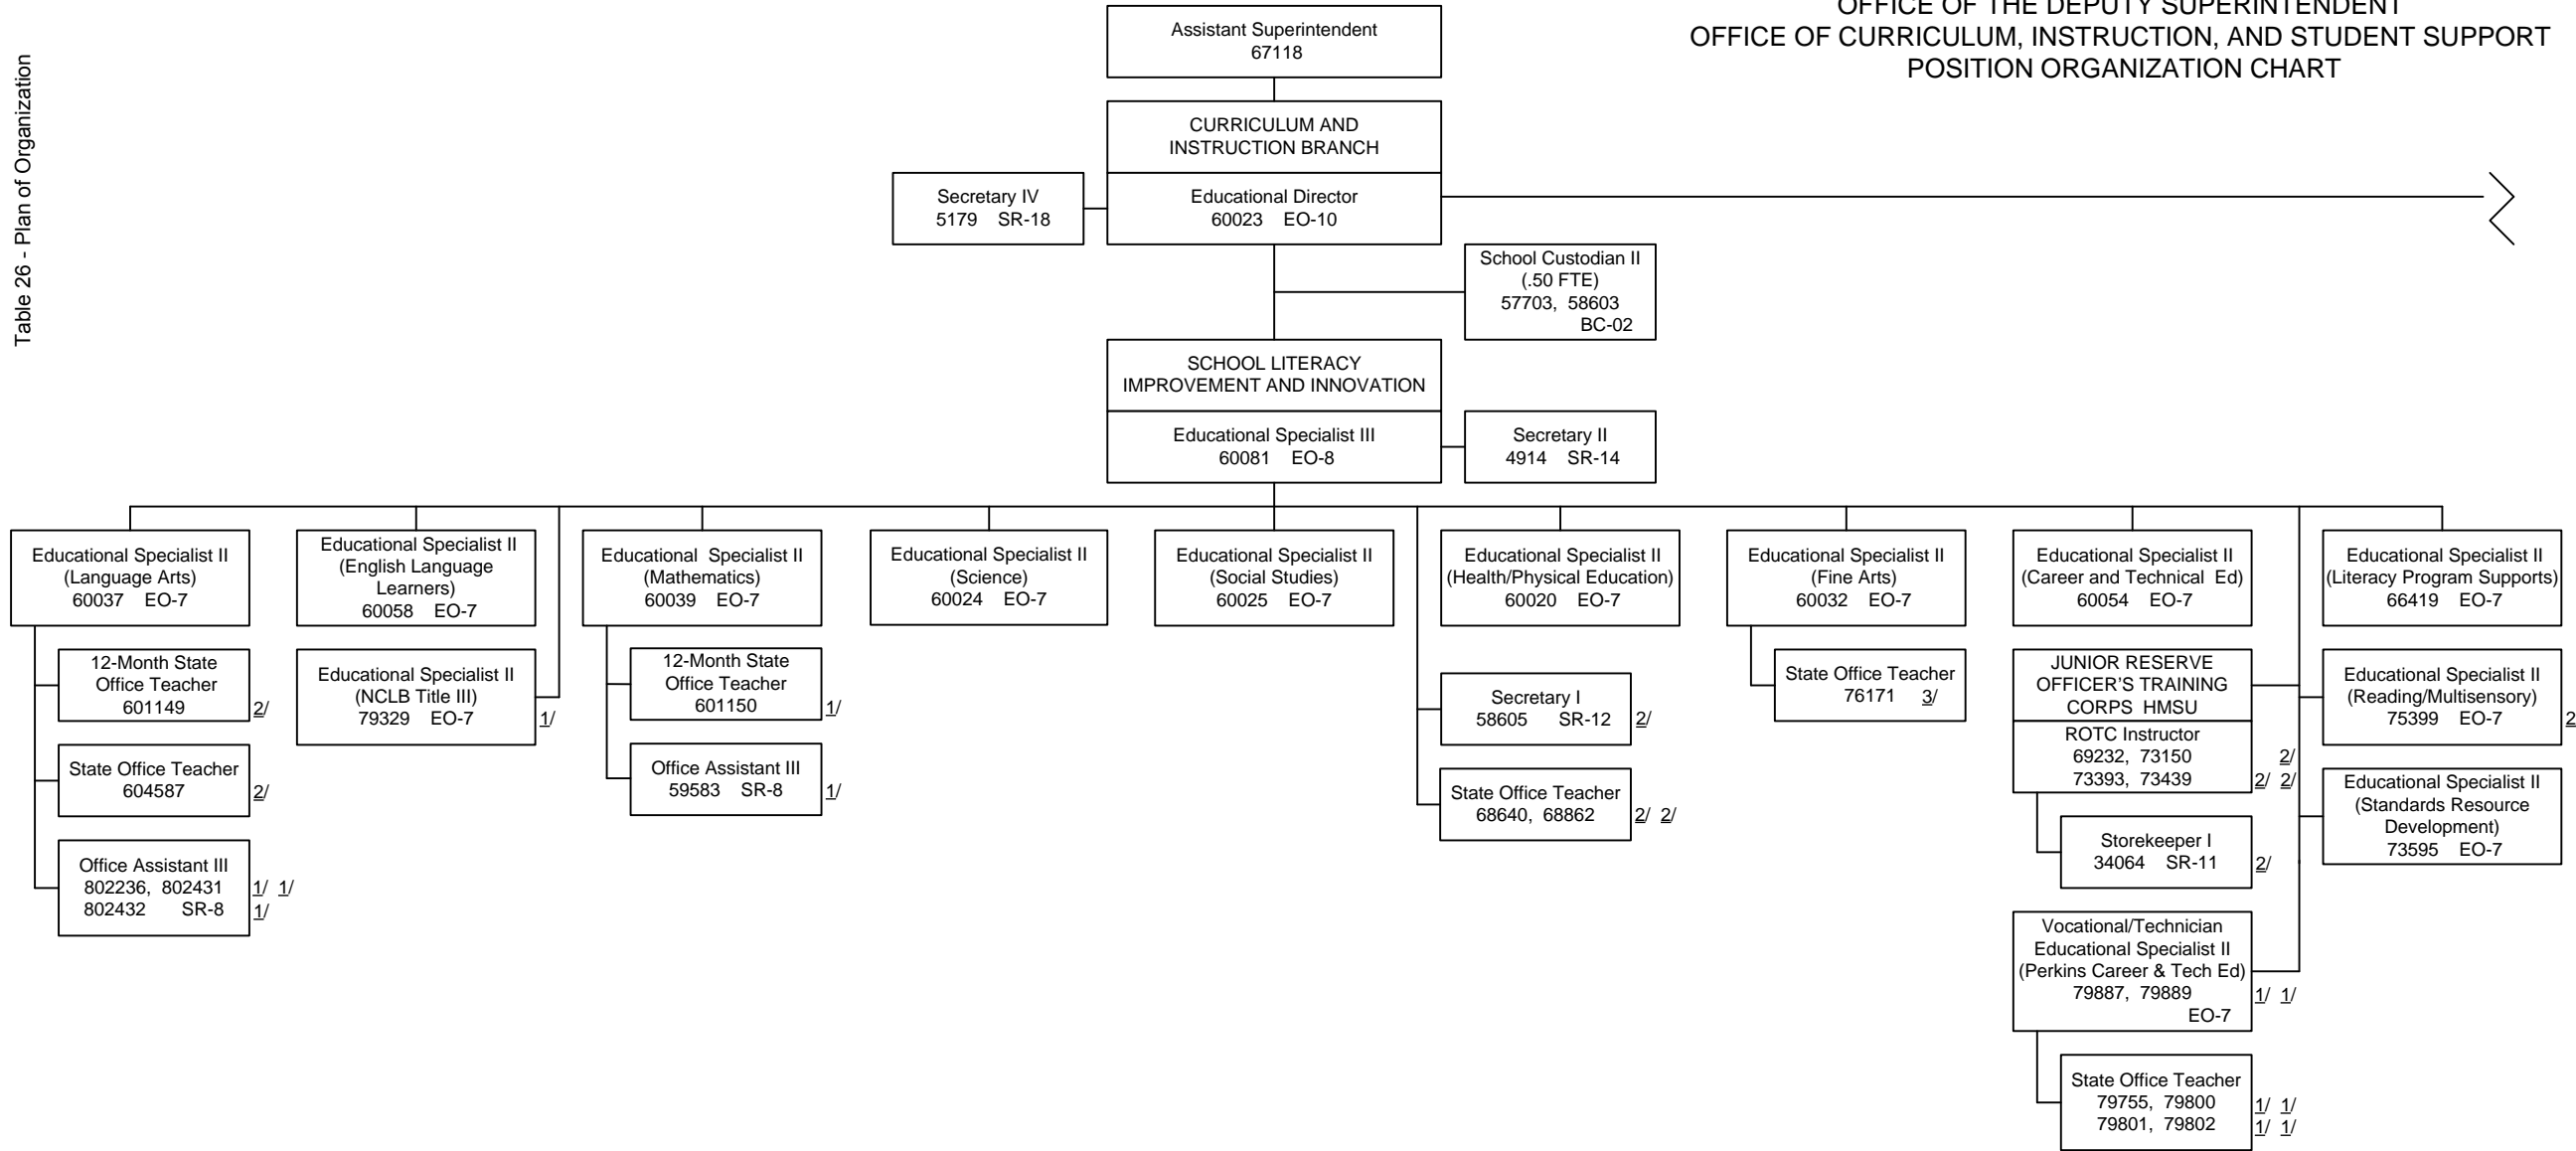 OFFICE OF THE DEPUTY SUPERINTENDENT
OFFICE OF CURRICULUM, INSTRUCTION, AND STUDENT SUPPORT
POSITION ORGANIZATION CHART
Table 26 - Plan of Organization
Assistant Superintendent
67118
CURRICULUM AND
INSTRUCTION BRANCH
Secretary IV
5179 SR-18
Educational Director
60023 EO-10
School Custodian II
(.50 FTE)
57703, 58603
BC-02
SCHOOL LITERACY
IMPROVEMENT AND INNOVATION
Educational Specialist III
60081 EO-8
Secretary II
4914 SR-14
Educational Specialist II
(Language Arts)
60037 EO-7
12-Month State
Office Teacher
601149 2/
State Office Teacher
604587 2/
Office Assistant III
802236, 802431 1/ 1/
802432 SR-8 1/
Educational Specialist II
(English Language
Learners)
60058 EO-7
Educational Specialist II
(NCLB Title III)
79329 EO-7 1/
Educational Specialist II
(Mathematics)
60039 EO-7
12-Month State
Office Teacher
601150 1/
Office Assistant III
59583 SR-8 1/
Educational Specialist II
(Science)
60024 EO-7
Educational Specialist II
(Social Studies)
60025 EO-7
Educational Specialist II
(Health/Physical Education)
60020 EO-7
Secretary I
58605 SR-12 2/
State Office Teacher
68640, 68862 2/ 2/
Educational Specialist II
(Fine Arts)
60032 EO-7
State Office Teacher
76171 3/
Educational Specialist II
(Career and Technical Ed)
60054 EO-7
JUNIOR RESERVE
OFFICER'S TRAINING
CORPS HMSU
ROTC Instructor
69232, 73150 2/
73393, 73439 2/ 2/
Storekeeper I
34064 SR-11 2/
Vocational/Technician
Educational Specialist II
(Perkins Career & Tech Ed)
79887, 79889 1/ 1/
EO-7
State Office Teacher
79755, 79800 1/ 1/
79801, 79802 1/ 1/
Educational Specialist II
(Literacy Program Supports)
66419 EO-7
Educational Specialist II
(Reading/Multisensory)
75399 EO-7 2
Educational Specialist II
(Standards Resource
Development)
73595 EO-7